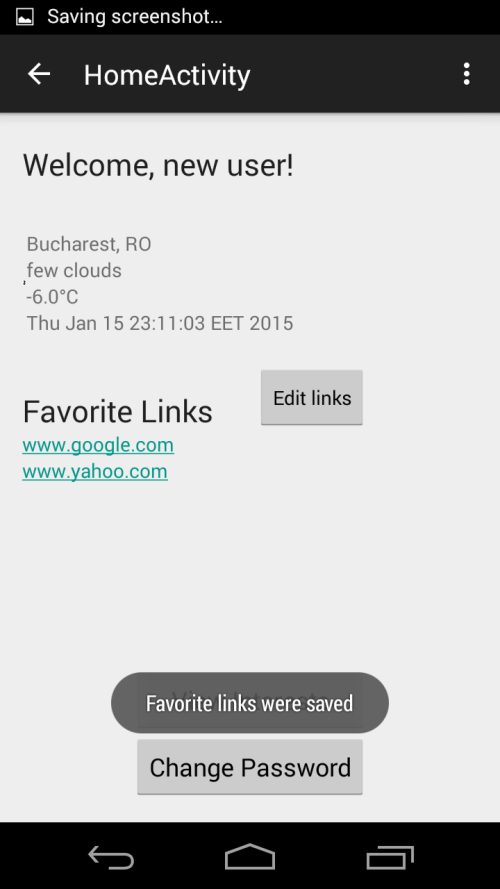 Saving screenshot...
HomeActivity
Welcome, new user!
Bucharest, RO
few clouds
-6.0°C
Thu Jan 15 23:11:03 EET 2015
Edit links
Favorite Links
www.google.com
www.yahoo.com
Favorite links were saved
Change Password